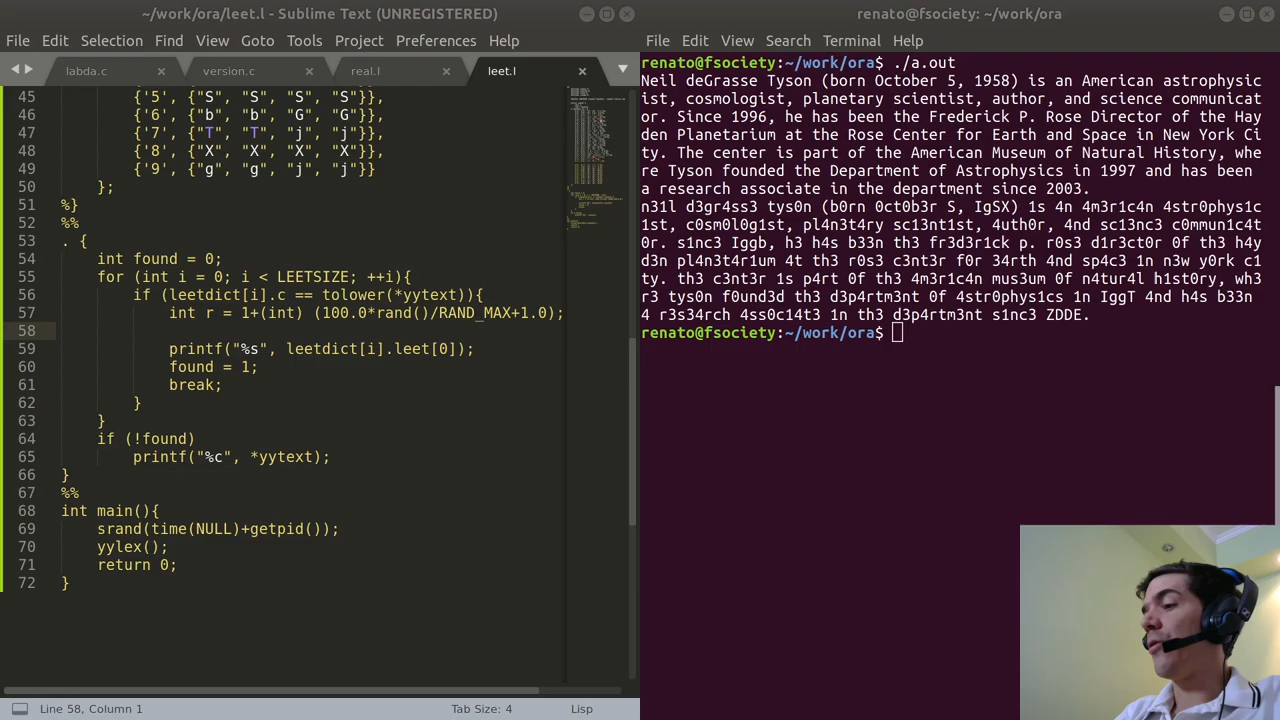 ~/work/ora/leet.l - Sublime Text (UNREGISTERED)
File Edit Selection Find View Goto Tools Project Preferences Help
labda.c version.c real.l leet.l
45 {'5', {"S", "S", "S", "S"}},
46 {'6', {"b", "b", "G", "G"}},
47 {'7', {"T", "T", "j", "j"}},
48 {'8', {"X", "X", "X", "X"}},
49 {'9', {"g", "g", "j", "j"}}
50 };
51 %}
52 %%
53 . {
54 int found = 0;
55 for (int i = 0; i < LEETSIZE; ++i){
56 if (leetdict[i].c == tolower(*yytext)){
57 int r = 1+(int) (100.0*rand()/RAND_MAX+1.0);
58
59 printf("%s", leetdict[i].leet[0]);
60 found = 1;
61 break;
62 }
63 }
64 if (!found)
65 printf("%c", *yytext);
66 }
67 %%
68 int main(){
69 srand(time(NULL)+getpid());
70 yylex();
71 return 0;
72 }
Line 58, Column 1 Tab Size: 4 Lisp
renato@fsociety: ~/work/ora
File Edit View Search Terminal Help
renato@fsociety:~/work/ora$ ./a.out
Neil deGrasse Tyson (born October 5, 1958) is an American astrophysic
ist, cosmologist, planetary scientist, author, and science communicat
or. Since 1996, he has been the Frederick P. Rose Director of the Hay
den Planetarium at the Rose Center for Earth and Space in New York Ci
ty. The center is part of the American Museum of Natural History, whe
re Tyson founded the Department of Astrophysics in 1997 and has been
a research associate in the department since 2003.
n31l d3gr4ss3 tys0n (b0rn 0ct0b3r S, IgSX) 1s 4n 4m3r1c4n 4str0phys1c
1st, c0sm0l0g1st, pl4n3t4ry sc13nt1st, 4uth0r, 4nd sc13nc3 c0mmun1c4t
0r. s1nc3 Iggb, h3 h4s b33n th3 fr3d3r1ck p. r0s3 d1r3ct0r 0f th3 h4y
d3n pl4n3t4r1um 4t th3 r0s3 c3nt3r f0r 34rth 4nd sp4c3 1n n3w y0rk c1
ty. th3 c3nt3r 1s p4rt 0f th3 4m3r1c4n mus3um 0f n4tur4l h1st0ry, wh3
r3 tys0n f0und3d th3 d3p4rtm3nt 0f 4str0phys1cs 1n IggT 4nd h4s b33n
4 r3s34rch 4ss0c14t3 1n th3 d3p4rtm3nt s1nc3 ZDDE.
renato@fsociety:~/work/ora$